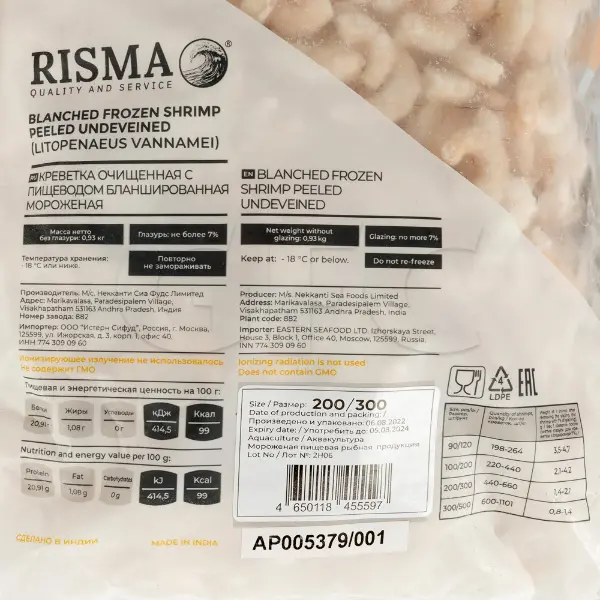 RISMA
®
QUALITY AND SERVICE
BLANCHED FROZEN SHRIMP
PEELED UNDEVEINED
(LITOPENAEUS VANNAMEI)
RU КРЕВЕТКА ОЧИЩЕННАЯ С
ПИЩЕВОДОМ БЛАНШИРОВАННАЯ
МОРОЖЕНАЯ
Масса нетто
без глазури: 0,93 кг
Глазурь: не более 7%
Температура хранения:
- 18 °C или ниже.
Повторно
не замораживать
Производитель: M/s. Некканти Сиа Фудс Лимитед
Адрес: Marikavalasa, Paradesipalem Village,
Visakhapatnam 531163 Andhra Pradesh, Индия
Номер завода: 882
Импортер: ООО "Истерн Сифуд", Россия, г. Москва,
125599, ул. Ижорская, д. 3, корп. 1, офис 40.
ИНН 774 309 09 60
Ионизирующее излучение не использовалось
Не содержит ГМО
Пищевая и энергетическая ценность на 100 г:
Белки
20,91г
Жиры
1,08 г
Углеводы
0 г
кДж
414,5
Ккал
99
Nutrition and energy value per 100 g:
Protein
20,91 g
Fat
1,08 g
Carbohydrates
0g
kJ
414,5
Kcal
99
СДЕЛАНО В ИНДИИ
MADE IN INDIA
EN BLANCHED FROZEN
SHRIMP PEELED
UNDEVEINED
Net weight without
glazing: 0,93 kg
Glazing: no more 7%
Keep at: - 18 °C or below.
Do not re-freeze
Producer: M/s. Nekkanti Sea Foods Limited
Address: Marikavalasa, Paradesipalem Village,
Visakhapatnam 531163 Andhra Pradesh, India
Plant code: 882
Importer: EASTERN SEAFOOD LTD, Izhorskaya Street,
House 3, Block 1, Office 40, Moscow, 125599, Russia.
INN 774 309 09 60
Ionizing radiation is not used
Does not contain GMO
Size / Размер: 200/300
Date of production and packing: /
Произведено и упаковано: 06.08.2022
Expiry date: / Употребить до: 05.08.2024
Aquaculture / Аквакультура
Мороженая пищевая рыбная продукция
Lot No / Лот №: 2H06
4 650118 455597
AP005379/001
4
LDPE
EAC
90/120 198-264 3,5-4,7
100/200 220-440 2,1-4,2
200/300 440-660 1,4-2,1
300/500 600-1101 0,8-1,4